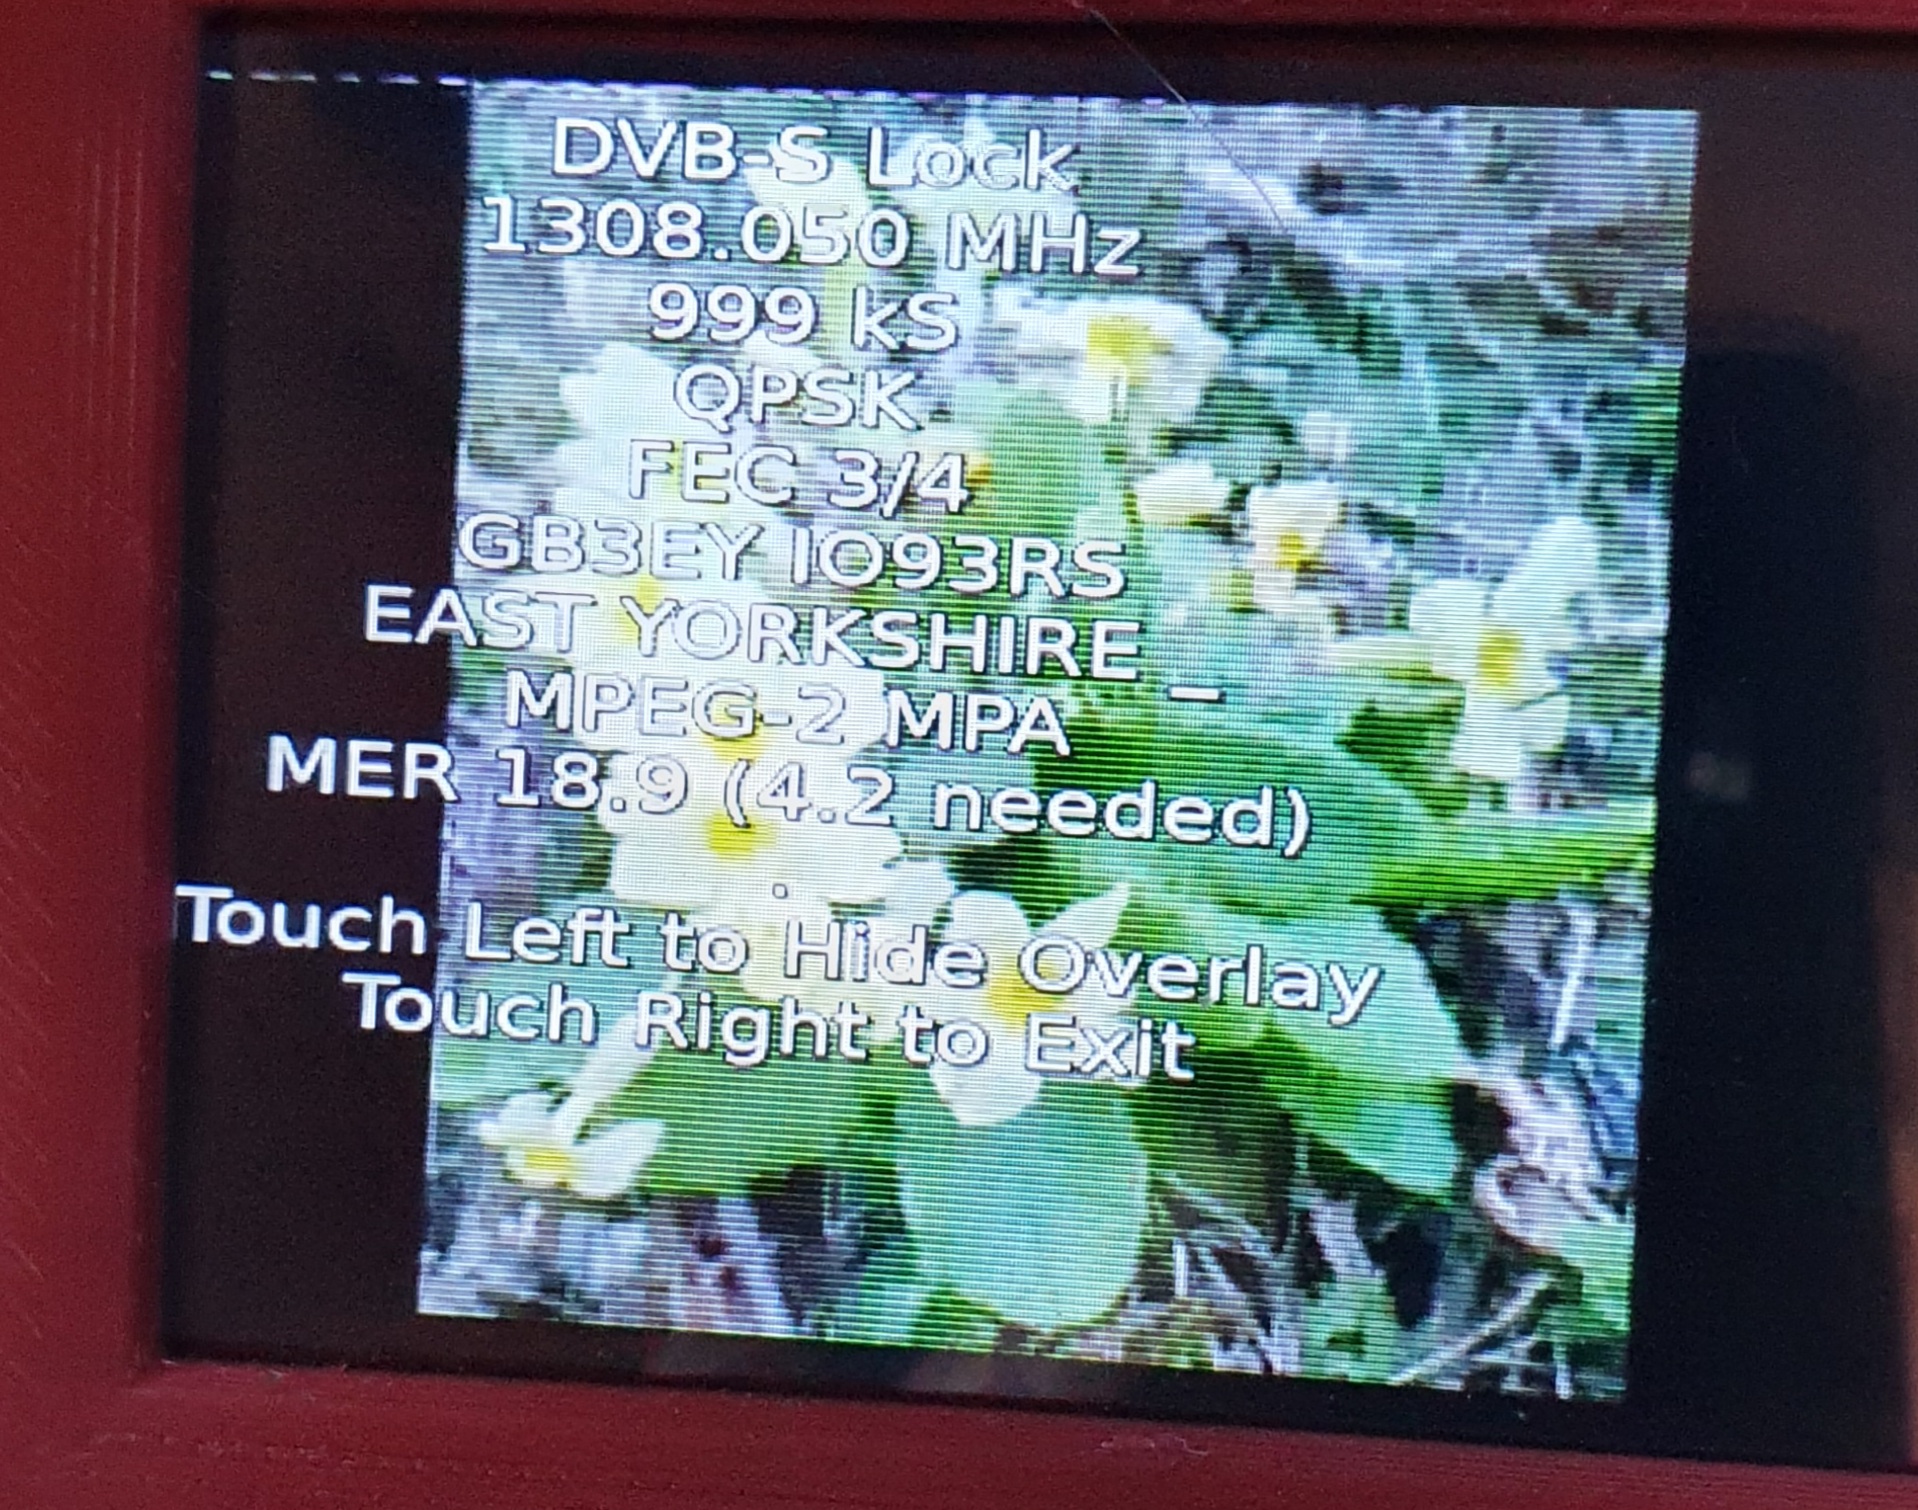 DVB-S Lock
1308.050 MHz
999 kS
QPSK
FEC 3/4
GB3EY IO93RS
EAST YORKSHIRE _
MPEG-2 MPA
MER 18.9 (4.2 needed)
.
Touch Left to Hide Overlay
Touch Right to Exit